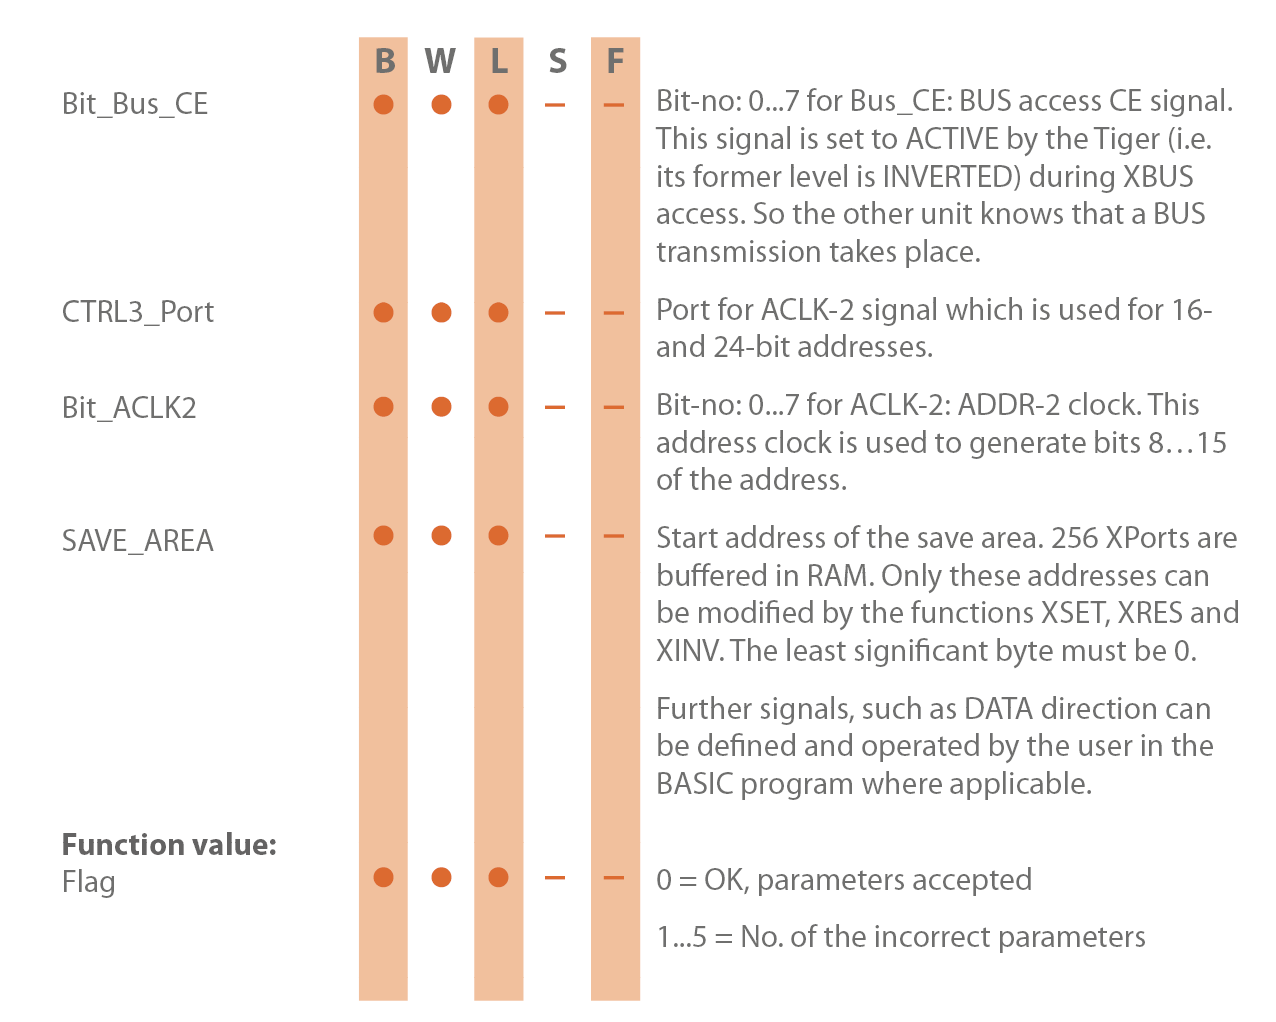 B W L S F
Bit_Bus_CE
Bit-no: 0...7 for Bus_CE: BUS access CE signal.
This signal is set to ACTIVE by the Tiger (i.e.
its former level is INVERTED) during XBUS
access. So the other unit knows that a BUS
transmission takes place.
CTRL3_Port
Port for ACLK-2 signal which is used for 16-
and 24-bit addresses.
Bit_ACLK2
Bit-no: 0...7 for ACLK-2: ADDR-2 clock. This
address clock is used to generate bits 8…15
of the address.
SAVE_AREA
Start address of the save area. 256 XPorts are
buffered in RAM. Only these addresses can
be modified by the functions XSET, XRES and
XINV. The least significant byte must be 0.
Further signals, such as DATA direction can
be defined and operated by the user in the
BASIC program where applicable.
Function value:
Flag
0 = OK, parameters accepted
1...5 = No. of the incorrect parameters